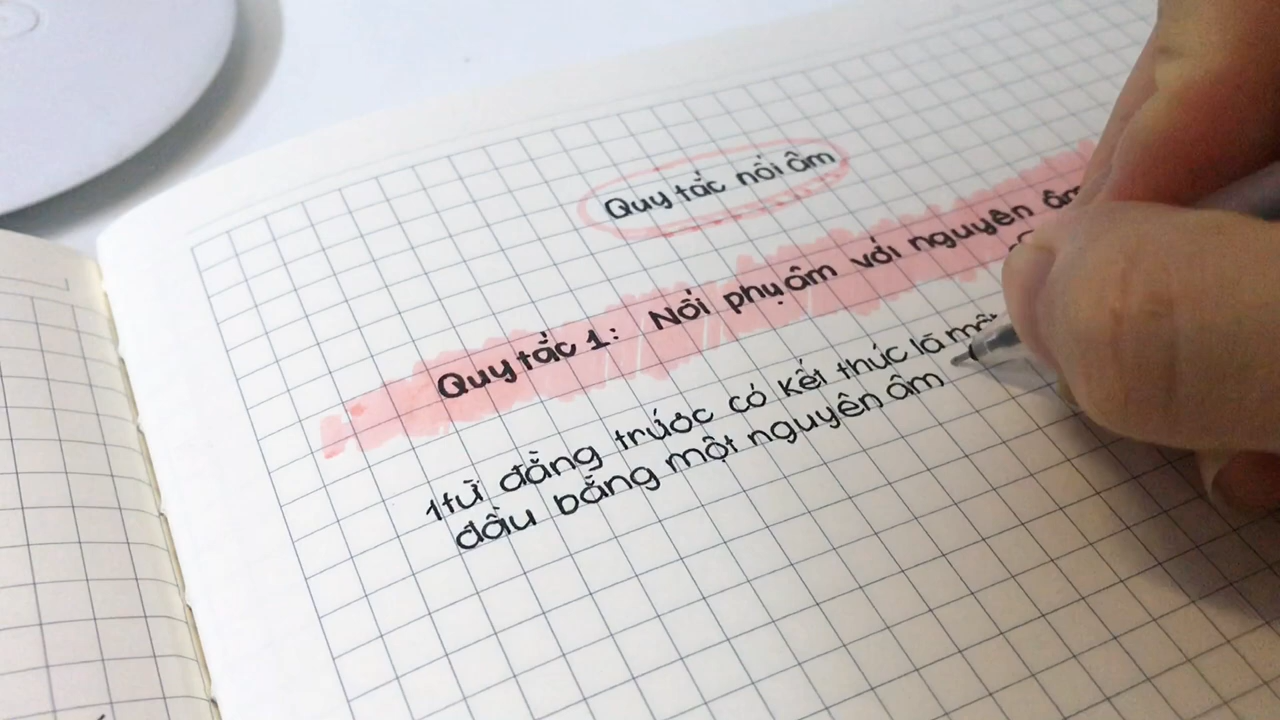 Quy tắc nối âm
Quy tắc 1: Nối phụ âm với nguyên âm
1 từ đằng trước có kết thúc là một
đầu bằng một nguyên âm